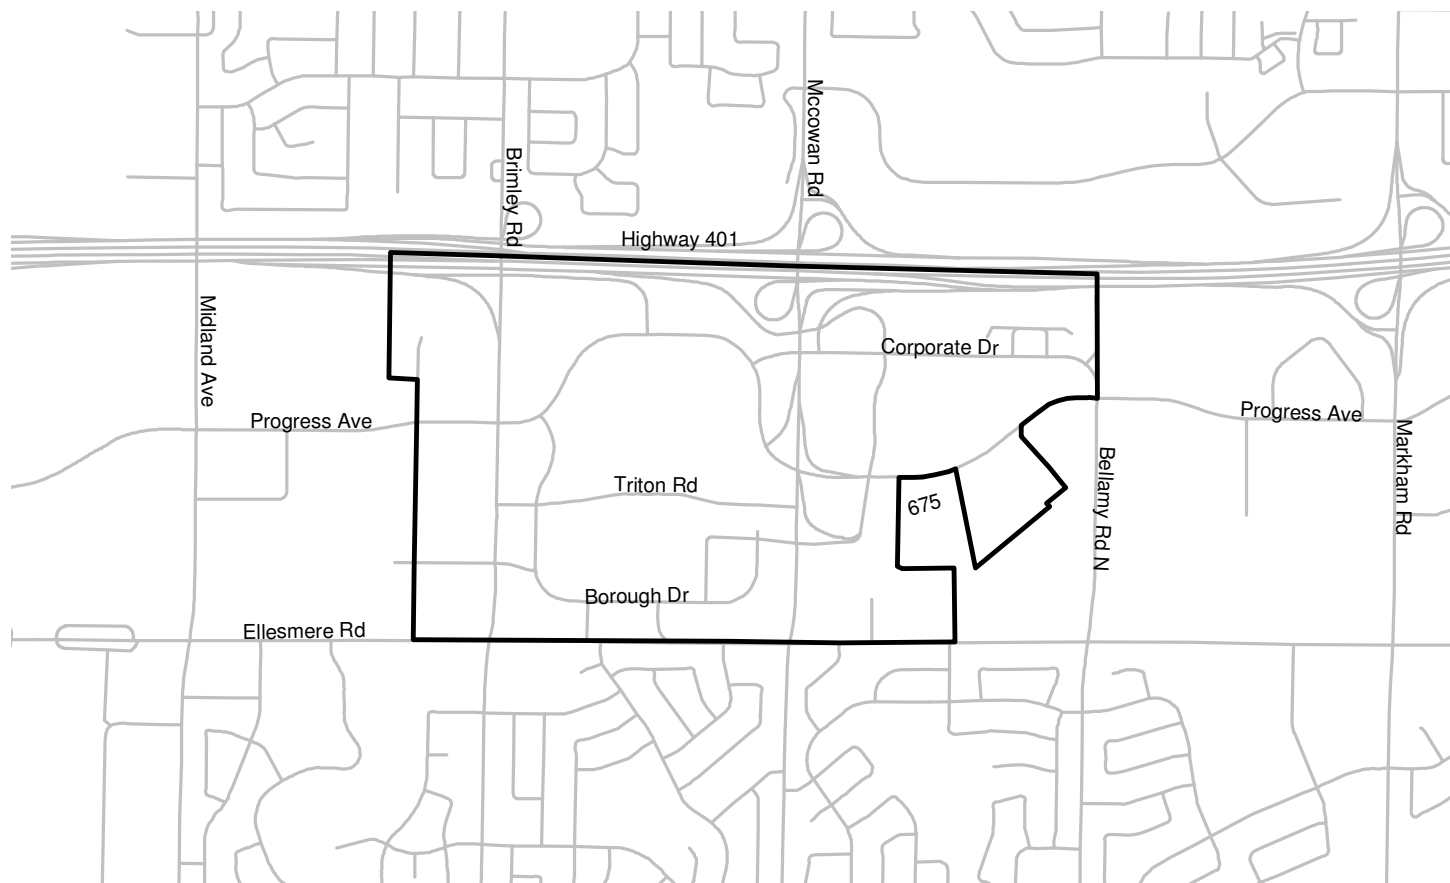 Mccowan Rd
Brimley Rd
Highway 401
Midland Ave
Corporate Dr
Progress Ave
Progress Ave
Markham Rd
Bellamy Rd N
Triton Rd
675
Borough Dr
Ellesmere Rd